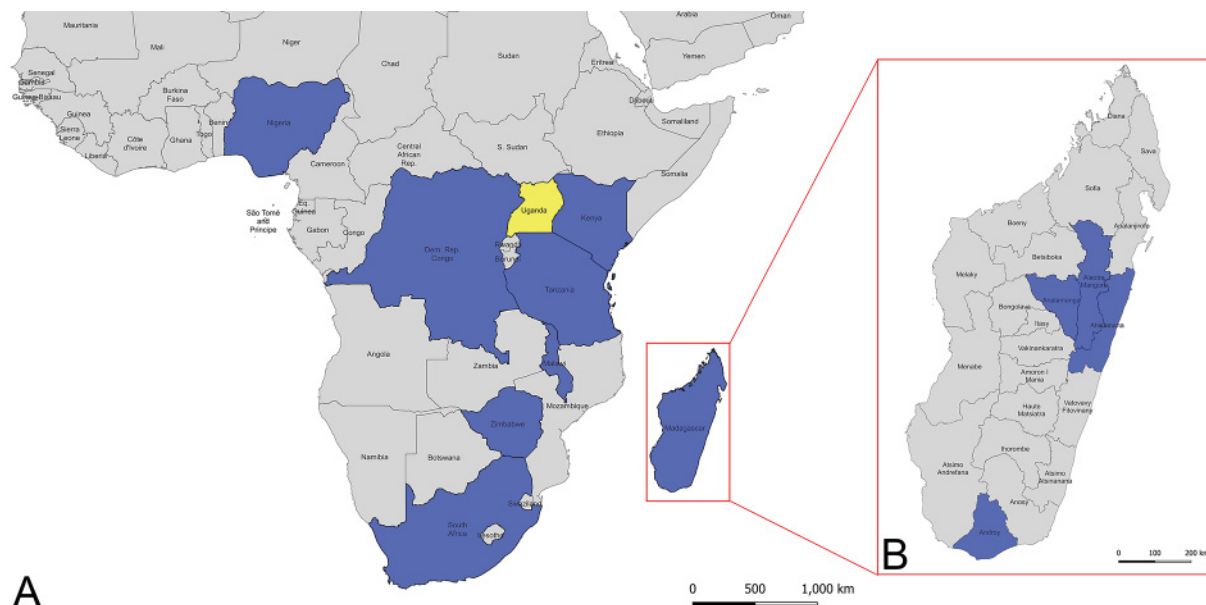 Mauritania
Mali
Niger
Chad
Sudan
Eritrea
Arabia
Oman
Yemen
Senegal
Gambia
Guinea-Bissau
Guinea
Sierra
Leone
Liberia
Côte
d'Ivoire
Burkina
Faso
Ghana
Togo
Benin
Nigeria
Cameroon
Central
African
Rep.
S. Sudan
Ethiopia
Djibouti
Somaliland
Somalia
São Tomé
and
Principe
Eq.
Guinea
Gabon
Congo
Dem. Rep.
Congo
Uganda
Kenya
Rwanda
Burundi
Tanzania
Angola
Zambia
Malawi
Mozambique
Zimbabwe
Namibia
Botswana
Swaziland
South
Africa
Lesotho
Madagascar
A
0 500 1,000 km
Diana
Sava
Sofia
Boeny
Analanjirofo
Betsiboka
Melaky
Alaotra
Mangoro
Analamanga
Bongolava
Itasy
Atsinanana
Vakinankaratra
Menabe
Amoron I
Mania
Haute
Matsiatra
Vatovavy
Fitovinany
Ihorombe
Atsimo
Andrefana
Atsimo
Atsinanana
Anosy
Androy
B
0 100 200 km